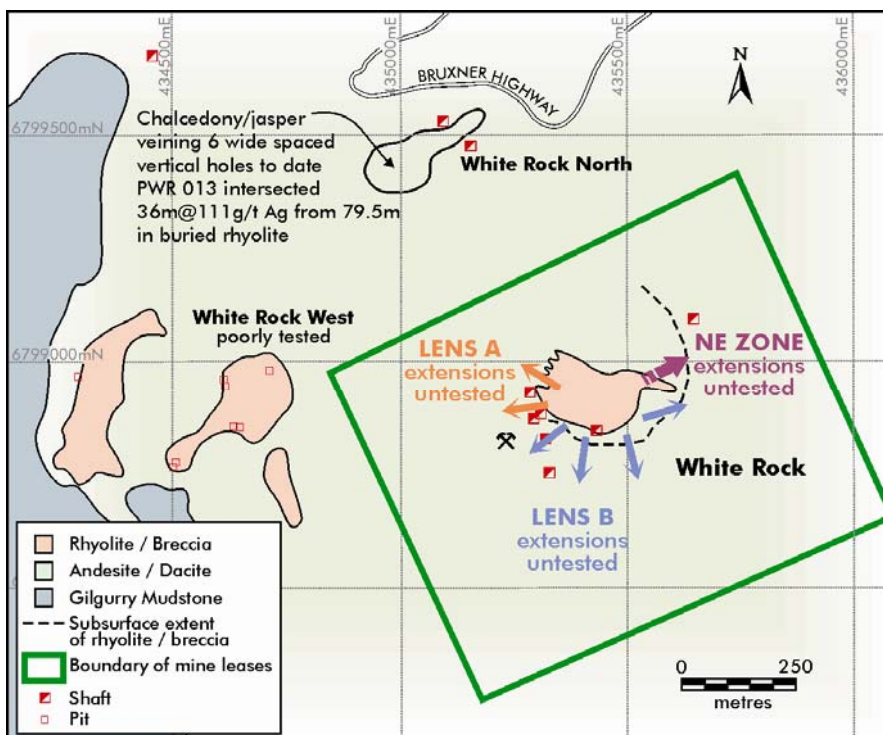 434500mE
435000mE
435500mE
436000mE
N
BRUXNER HIGHWAY
6799500mN
Chalcedony/jasper
veining 6 wide spaced
vertical holes to date
PWR 013 intersected
36m@111g/t Ag from 79.5m
in buried rhyolite
White Rock North
White Rock West
poorly tested
6799000mN
LENS A
extensions
untested
NE ZONE
extensions
untested
White Rock
LENS B
extensions
untested
Rhyolite / Breccia
Andesite / Dacite
Gilgurry Mudstone
Subsurface extent
of rhyolite / breccia
Boundary of mine leases
Shaft
Pit
0 250
metres